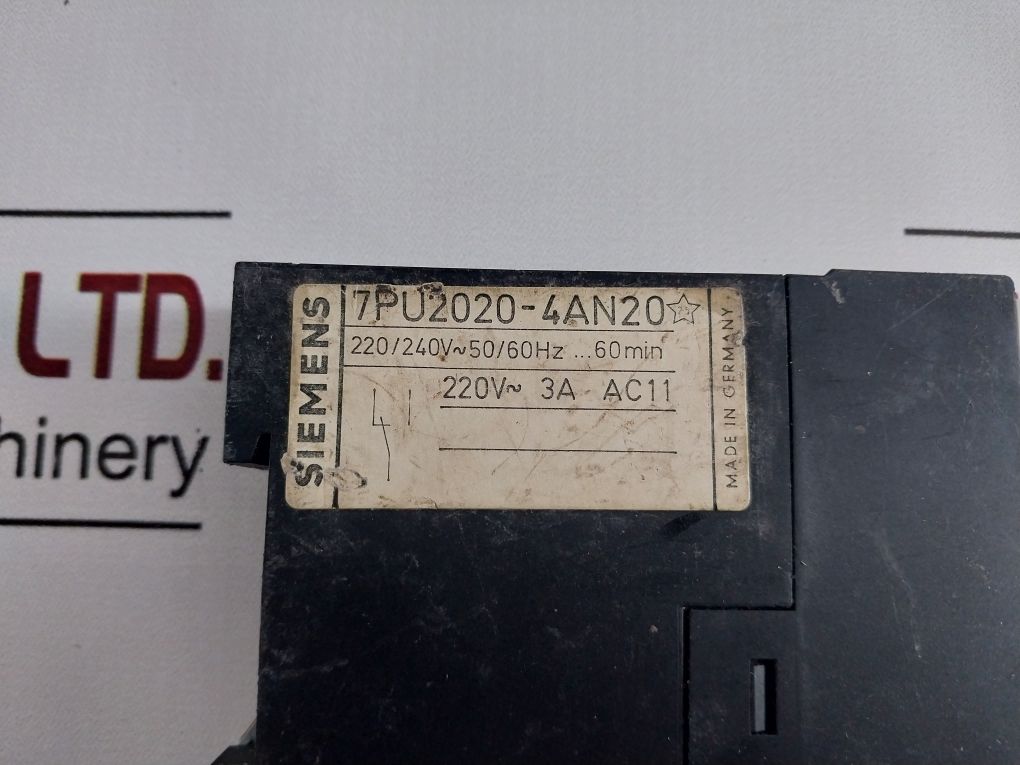 LTD.
hinery
SIEMENS
7PU2020-4AN20☆
220/240V~50/60Hz ...60min
220V~ 3A AC11
MADE IN GERMANY